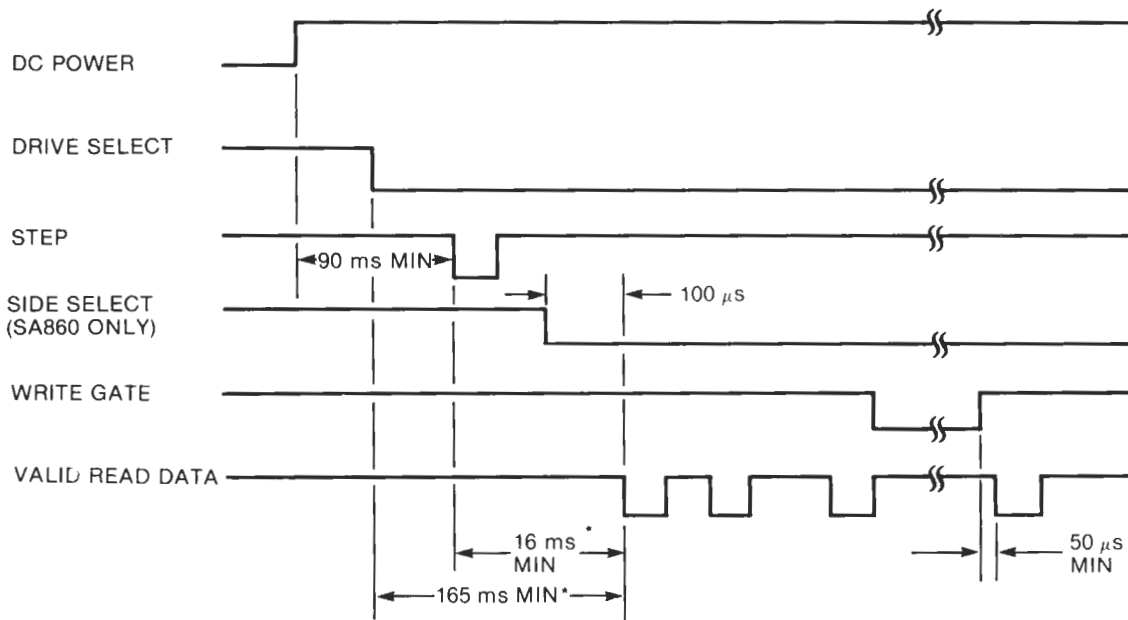 DC POWER
DRIVE SELECT
STEP
90 ms MIN
SIDE SELECT
(SA860 ONLY)
100 μs
WRITE GATE
VALID READ DATA
16 ms*
MIN
50 μs
MIN
165 ms MIN*